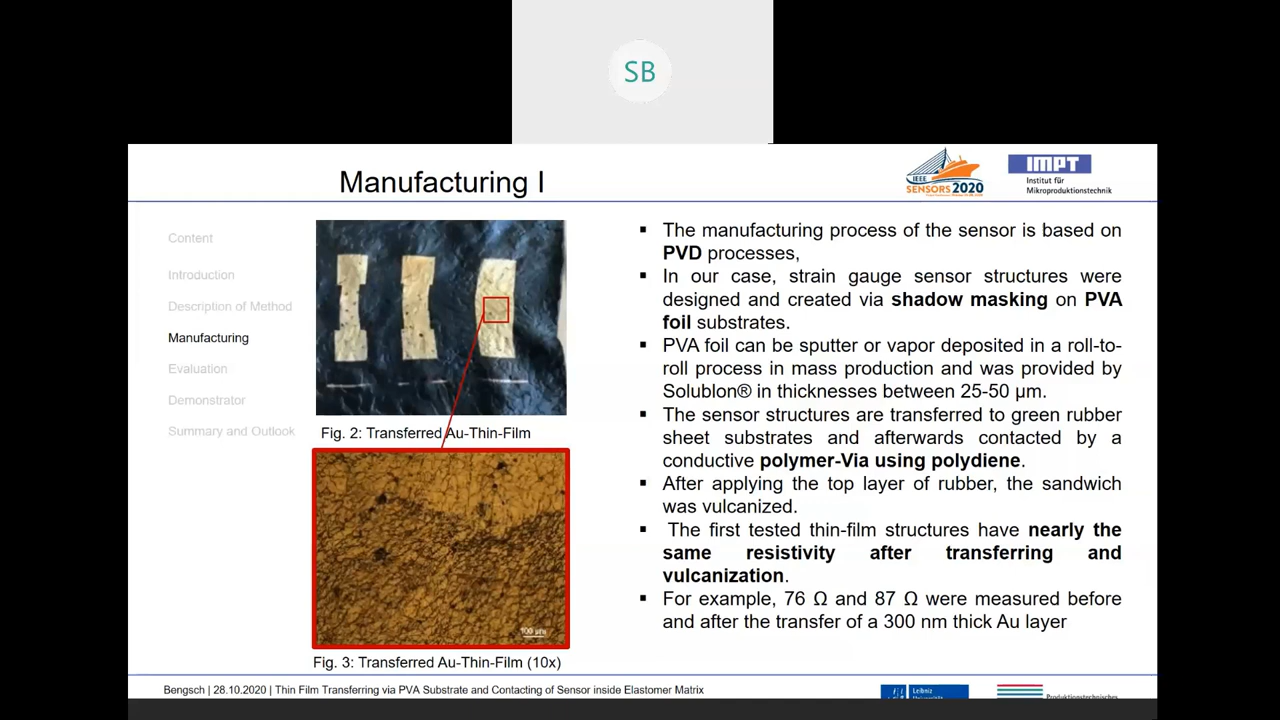 SB
Manufacturing I
IEEE
SENSORS 2020
IMPT
Institut für
Mikroproduktionstechnik
Content
Introduction
Description of Method
Manufacturing
Evaluation
Demonstrator
Summary and Outlook
Fig. 2: Transferred Au-Thin-Film
100 µm
Fig. 3: Transferred Au-Thin-Film (10x)
▪ The manufacturing process of the sensor is based on
PVD processes,
▪ In our case, strain gauge sensor structures were
designed and created via shadow masking on PVA
foil substrates.
▪ PVA foil can be sputter or vapor deposited in a roll-to-
roll process in mass production and was provided by
Solublon® in thicknesses between 25-50 µm.
▪ The sensor structures are transferred to green rubber
sheet substrates and afterwards contacted by a
conductive polymer-Via using polydiene.
▪ After applying the top layer of rubber, the sandwich
was vulcanized.
▪ The first tested thin-film structures have nearly the
same resistivity after transferring and
vulcanization.
▪ For example, 76 Ω and 87 Ω were measured before
and after the transfer of a 300 nm thick Au layer
Bengsch | 28.10.2020 | Thin Film Transferring via PVA Substrate and Contacting of Sensor inside Elastomer Matrix
Leibniz
Produktionstechnisches